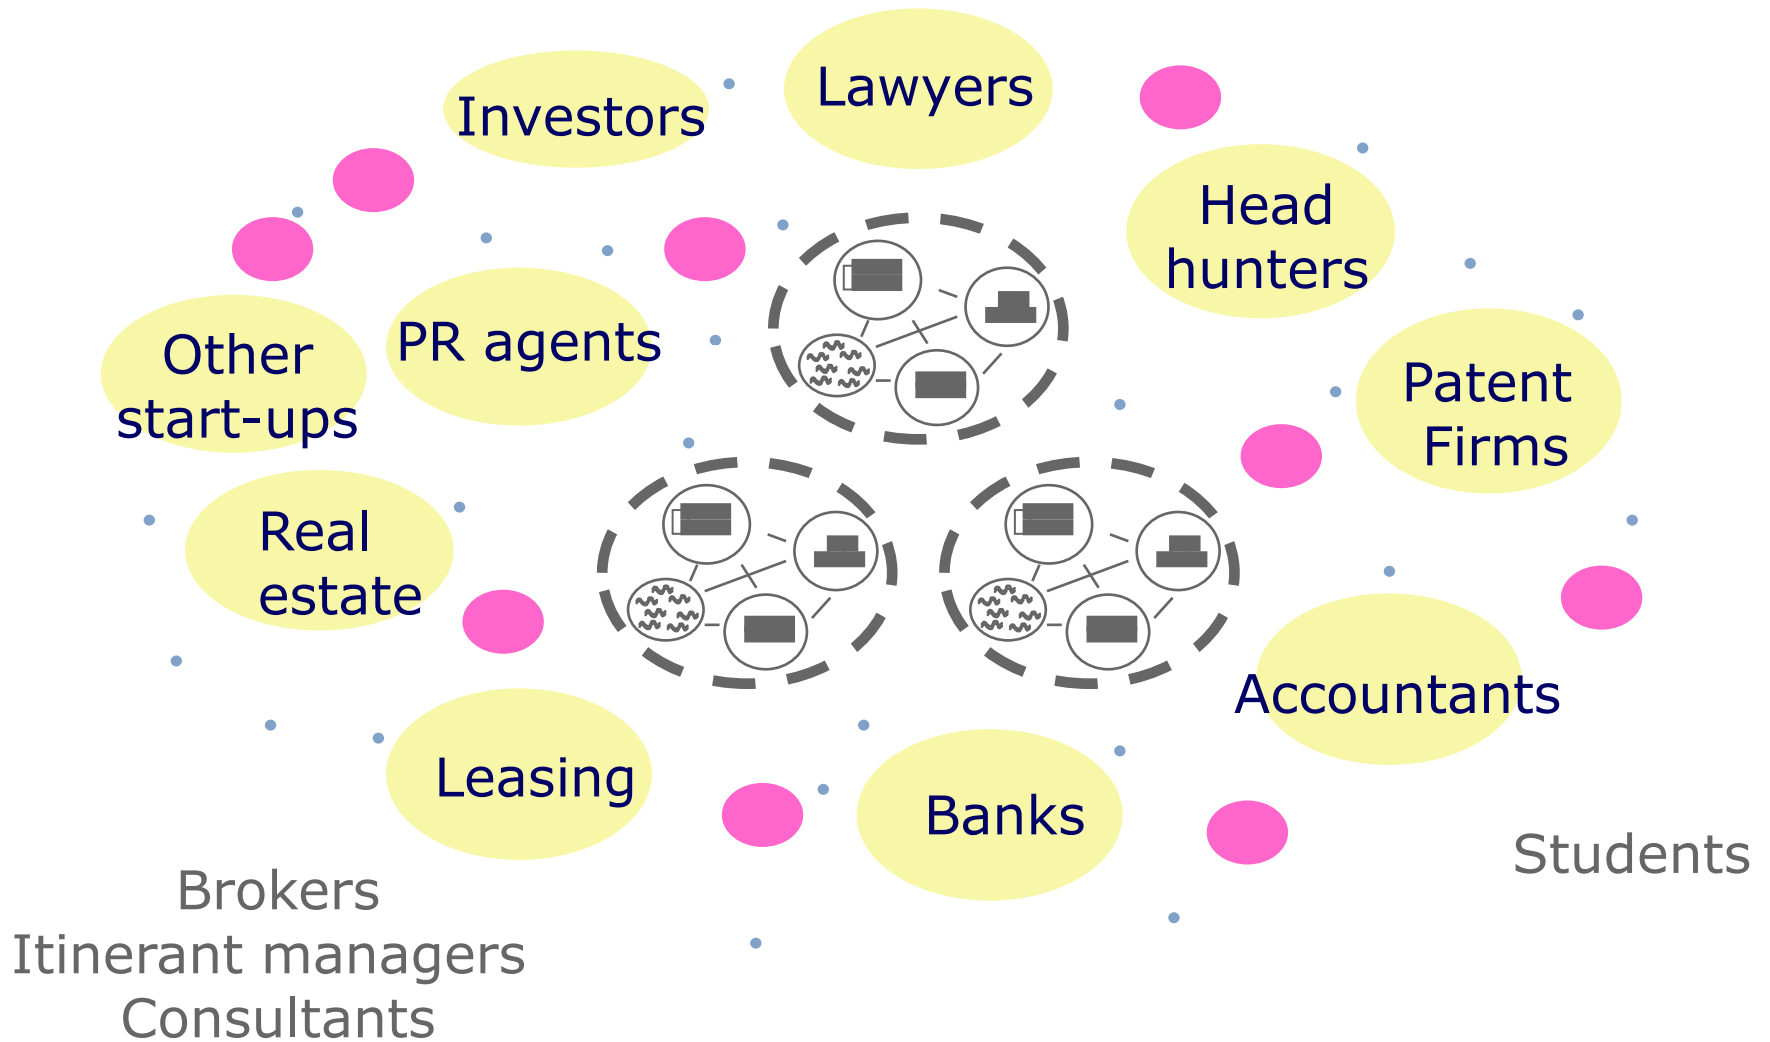 Lawyers
Investors
Head
hunters
PR agents
Other
start-ups
Patent
Firms
Real
estate
Accountants
Leasing
Banks
Students
Brokers
Itinerant managers
Consultants